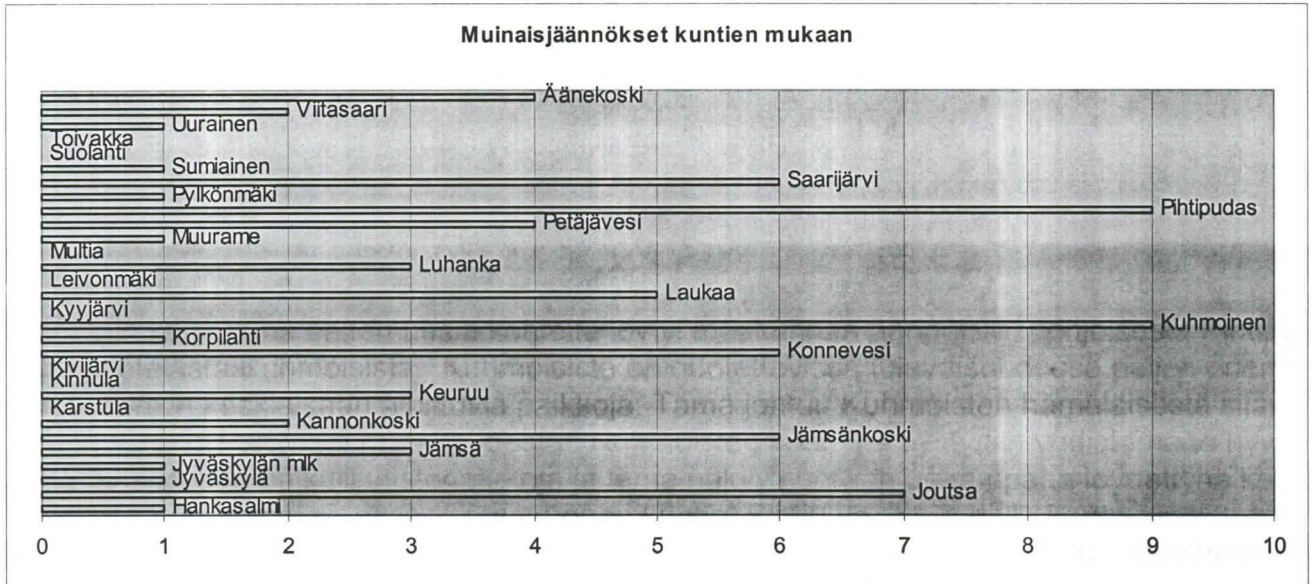 Muinaisjäännökset kuntien mukaan
Äänekoski
Viitasaari
Uurainen
Toivakka
Suolahti
Sumiainen
Saarijärvi
Pylkönmäki
Pihtipudas
Petäjävesi
Muurame
Multia
Luhanka
Leivonmäki
Laukaa
Kyyjärvi
Kuhmoinen
Korpilahti
Konnevesi
Kivijärvi
Kinnula
Keuruu
Karstula
Kannonkoski
Jämsänkoski
Jämsä
Jyväskylän mlk
Jyväskylä
Joutsa
Hankasalmi
0 1 2 3 4 5 6 7 8 9 10